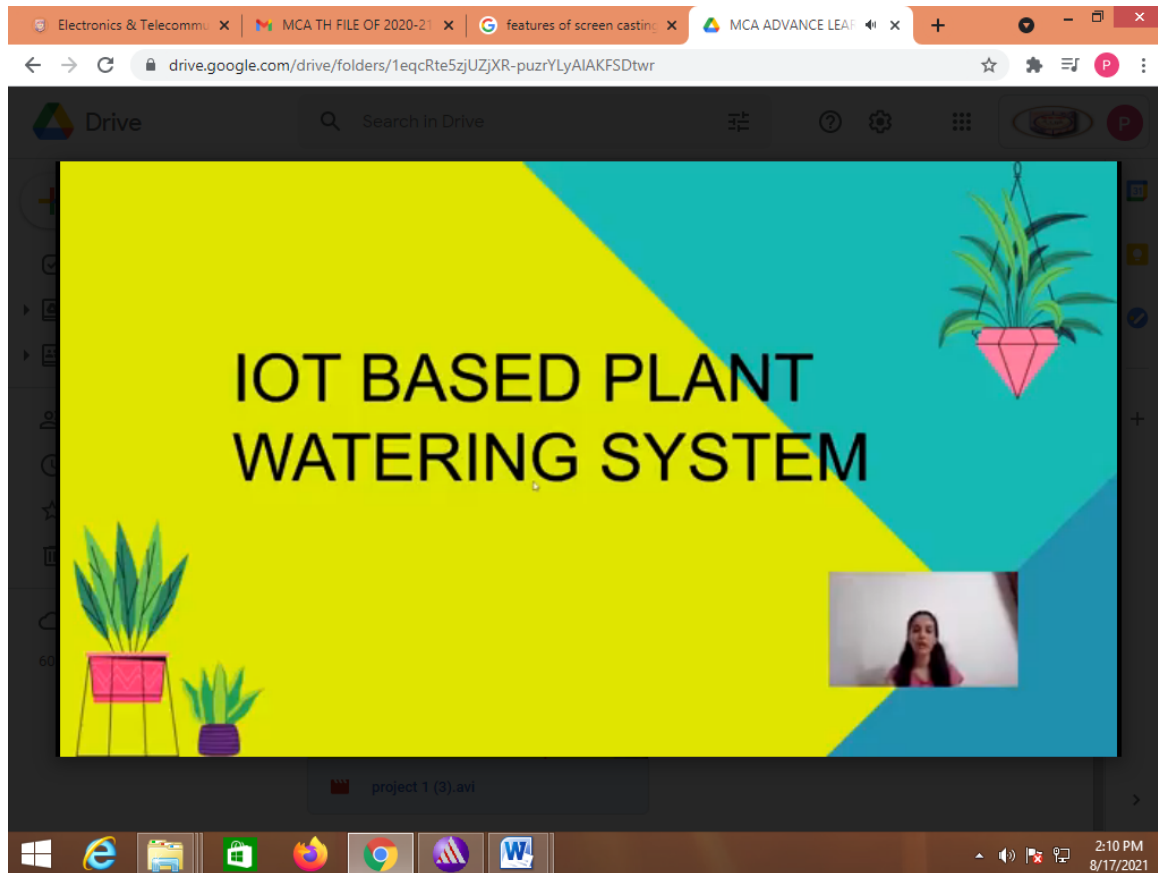 Electronics & Telecommu
MCA TH FILE OF 2020-21
features of screen casting
MCA ADVANCE LEAR
drive.google.com/drive/folders/1eqcRte5zjUZjXR-puzrYLyAIAKFSDtwr
P
Drive
Search in Drive
P
IOT BASED PLANT
WATERING SYSTEM
60
project 1 (3).avi
2:10 PM
8/17/2021